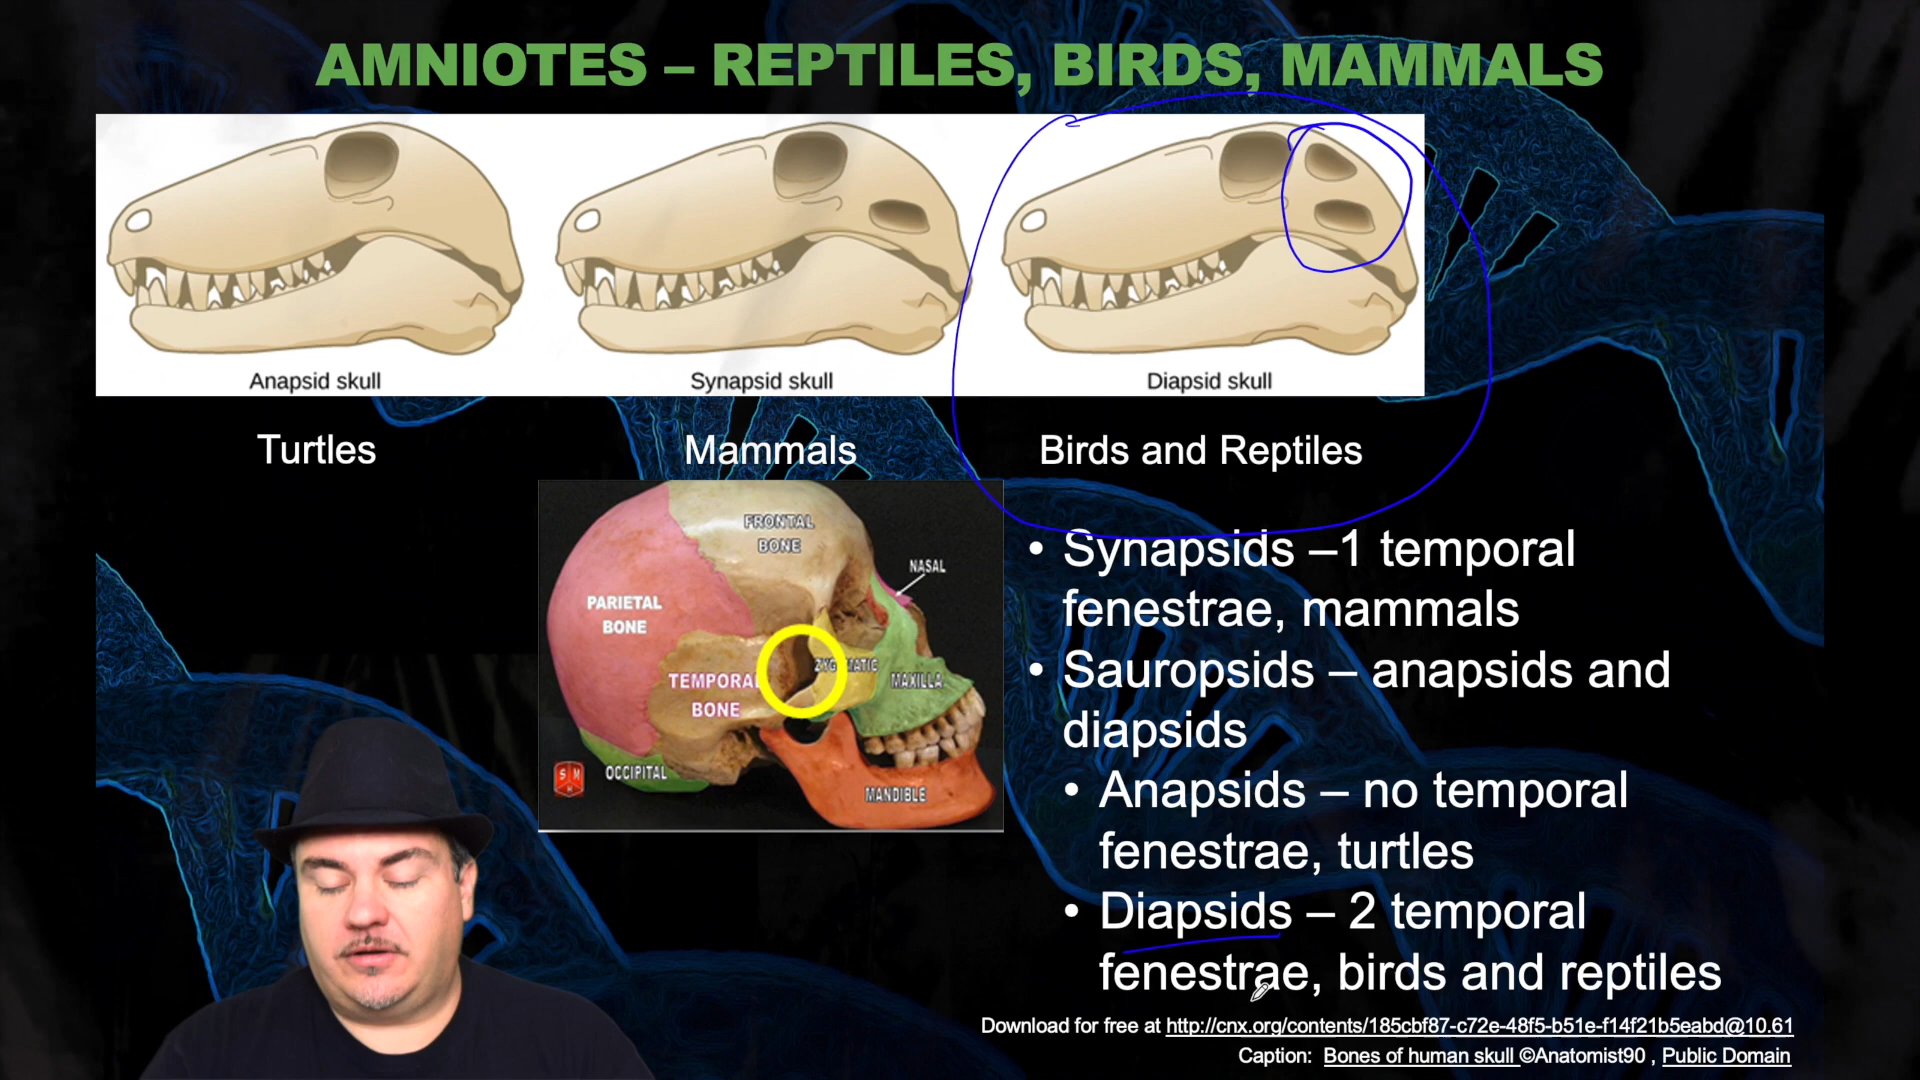 AMNIOTES – REPTILES, BIRDS, MAMMALS
Anapsid skull
Synapsid skull
Diapsid skull
Turtles
Mammals
Birds and Reptiles
FRONTAL
BONE
NASAL
PARIETAL
BONE
ZYG MATIC
MAXILLA
TEMPORA
BONE
OCCIPITAL
MANDIBLE
S M
H
• Synapsids –1 temporal
fenestrae, mammals
• Sauropsids – anapsids and
diapsids
• Anapsids – no temporal
fenestrae, turtles
• Diapsids – 2 temporal
fenestrae, birds and reptiles
Download for free at http://cnx.org/contents/185cbf87-c72e-48f5-b51e-f14f21b5eabd@10.61
Caption: Bones of human skull ©Anatomist90 , Public Domain